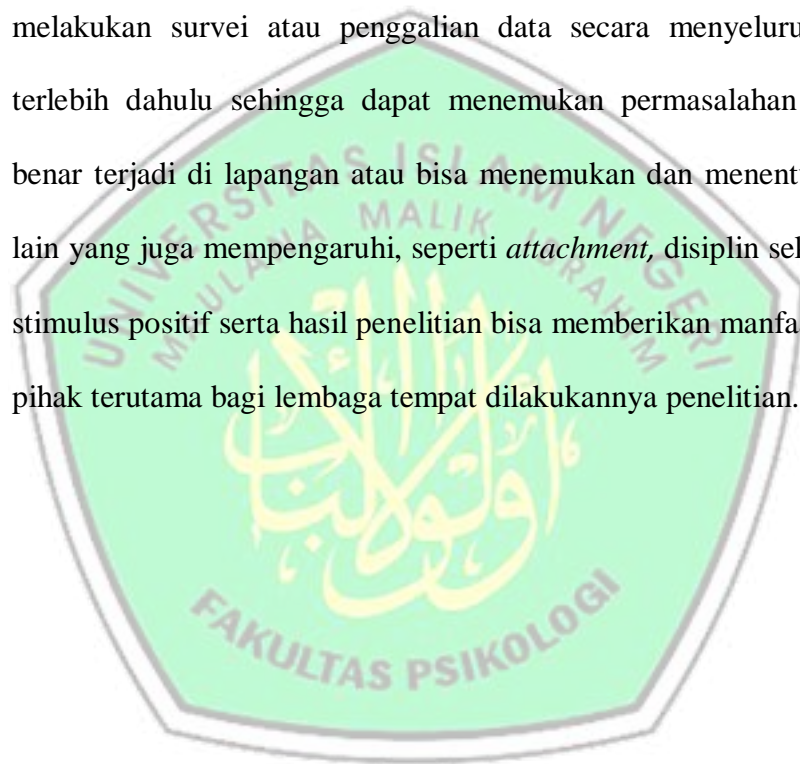 melakukan survei atau penggalian data secara menyeluru
terlebih dahulu sehingga dapat menemukan permasalahan
benar terjadi di lapangan atau bisa menemukan dan menent
lain yang juga mempengaruhi, seperti attachment, disiplin sel
stimulus positif serta hasil penelitian bisa memberikan manfa
pihak terutama bagi lembaga tempat dilakukannya penelitian.
UNIVERSITAS ISLAM NEGERI
MAULANA MALIK IBRAHIM
أولو الألباب
FAKULTAS PSIKOLOGI